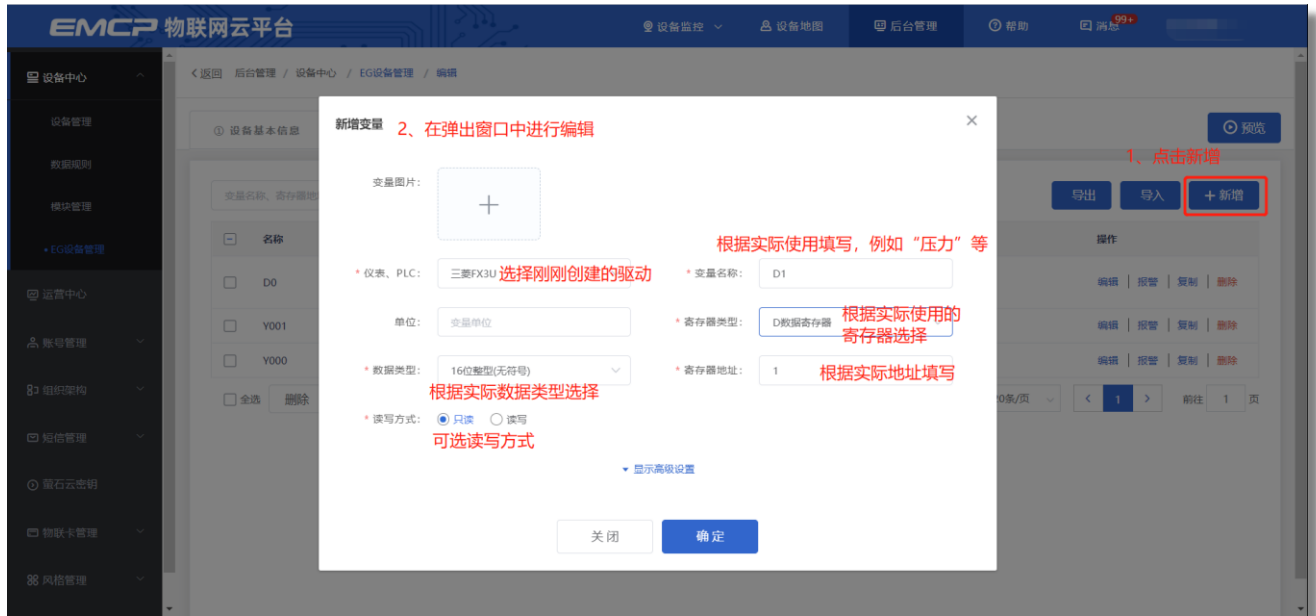 EMCP 物联网云平台
设备监控
设备地图
后台管理
帮助
消息
99+
设备中心
设备管理
数据规则
模块管理
• EG设备管理
运营中心
账号管理
组织架构
短信管理
萤石云密钥
物联卡管理
风格管理
返回 后台管理 / 设备中心 / EG设备管理 / 编辑
① 设备基本信息
预览
1、点击新增
导出
导入
+ 新增
名称
操作
D0
编辑 | 报警 | 复制 | 删除
Y001
编辑 | 报警 | 复制 | 删除
Y000
编辑 | 报警 | 复制 | 删除
全选
删除
< 1 >
前往 1 页
新增变量
2、在弹出窗口中进行编辑
变量图片:
根据实际使用填写，例如“压力”等
* 仪表、PLC: 三菱FX3U 选择刚刚创建的驱动
* 变量名称: D1
单位: 变量单位
* 寄存器类型: D数据寄存器
根据实际使用的
寄存器选择
* 数据类型: 16位整型(无符号)
根据实际数据类型选择
* 寄存器地址: 1 根据实际地址填写
* 读写方式: 只读 读写
可选读写方式
显示高级设置
关闭
确定